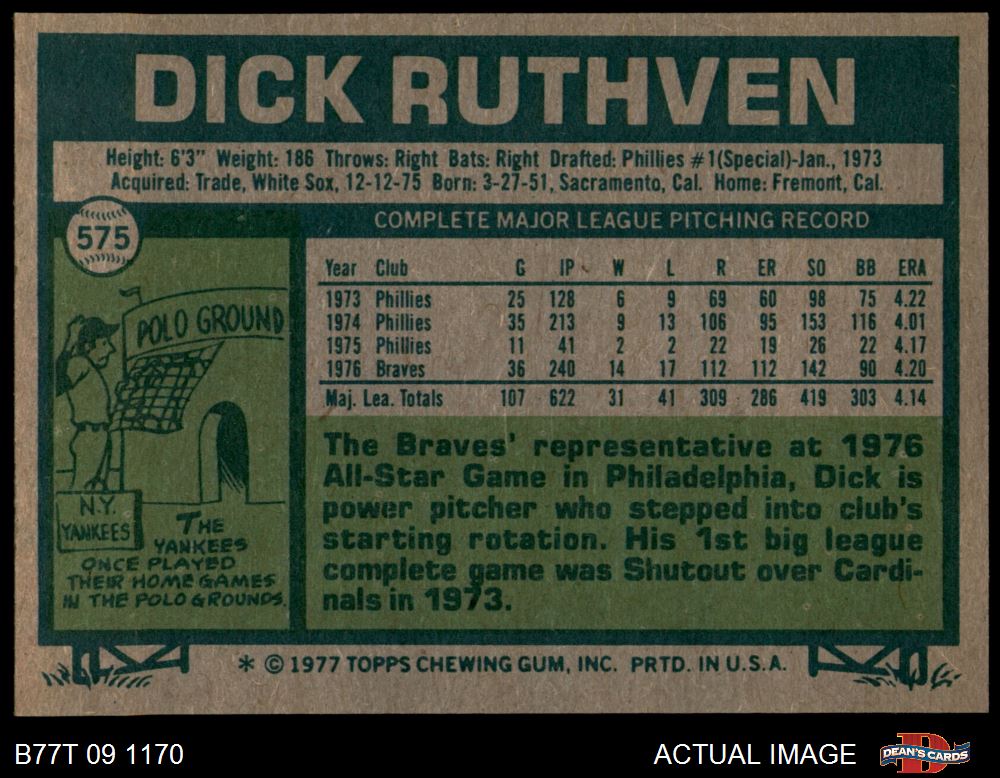 DICK RUTHVEN
Height: 6'3" Weight: 186 Throws: Right Bats: Right Drafted: Phillies #1(Special)-Jan., 1973
Acquired: Trade, White Sox, 12-12-75 Born: 3-27-51, Sacramento, Cal. Home: Fremont, Cal.
575
POLO GROUND
N.Y.
YANKEES
THE
YANKEES
ONCE PLAYED
THEIR HOME GAMES
IN THE POLO GROUNDS.
COMPLETE MAJOR LEAGUE PITCHING RECORD
Year Club G IP W L R ER SO BB ERA
1973 Phillies 25 128 6 9 69 60 98 75 4.22
1974 Phillies 35 213 9 13 106 95 153 116 4.01
1975 Phillies 11 41 2 2 22 19 26 22 4.17
1976 Braves 36 240 14 17 112 112 142 90 4.20
Maj. Lea. Totals 107 622 31 41 309 286 419 303 4.14
The Braves' representative at 1976
All-Star Game in Philadelphia, Dick is
power pitcher who stepped into club's
starting rotation. His 1st big league
complete game was Shutout over Cardi-
nals in 1973.
* © 1977 TOPPS CHEWING GUM, INC. PRTD. IN U.S.A.
B77T 09 1170
ACTUAL IMAGE
DEAN'S CARDS